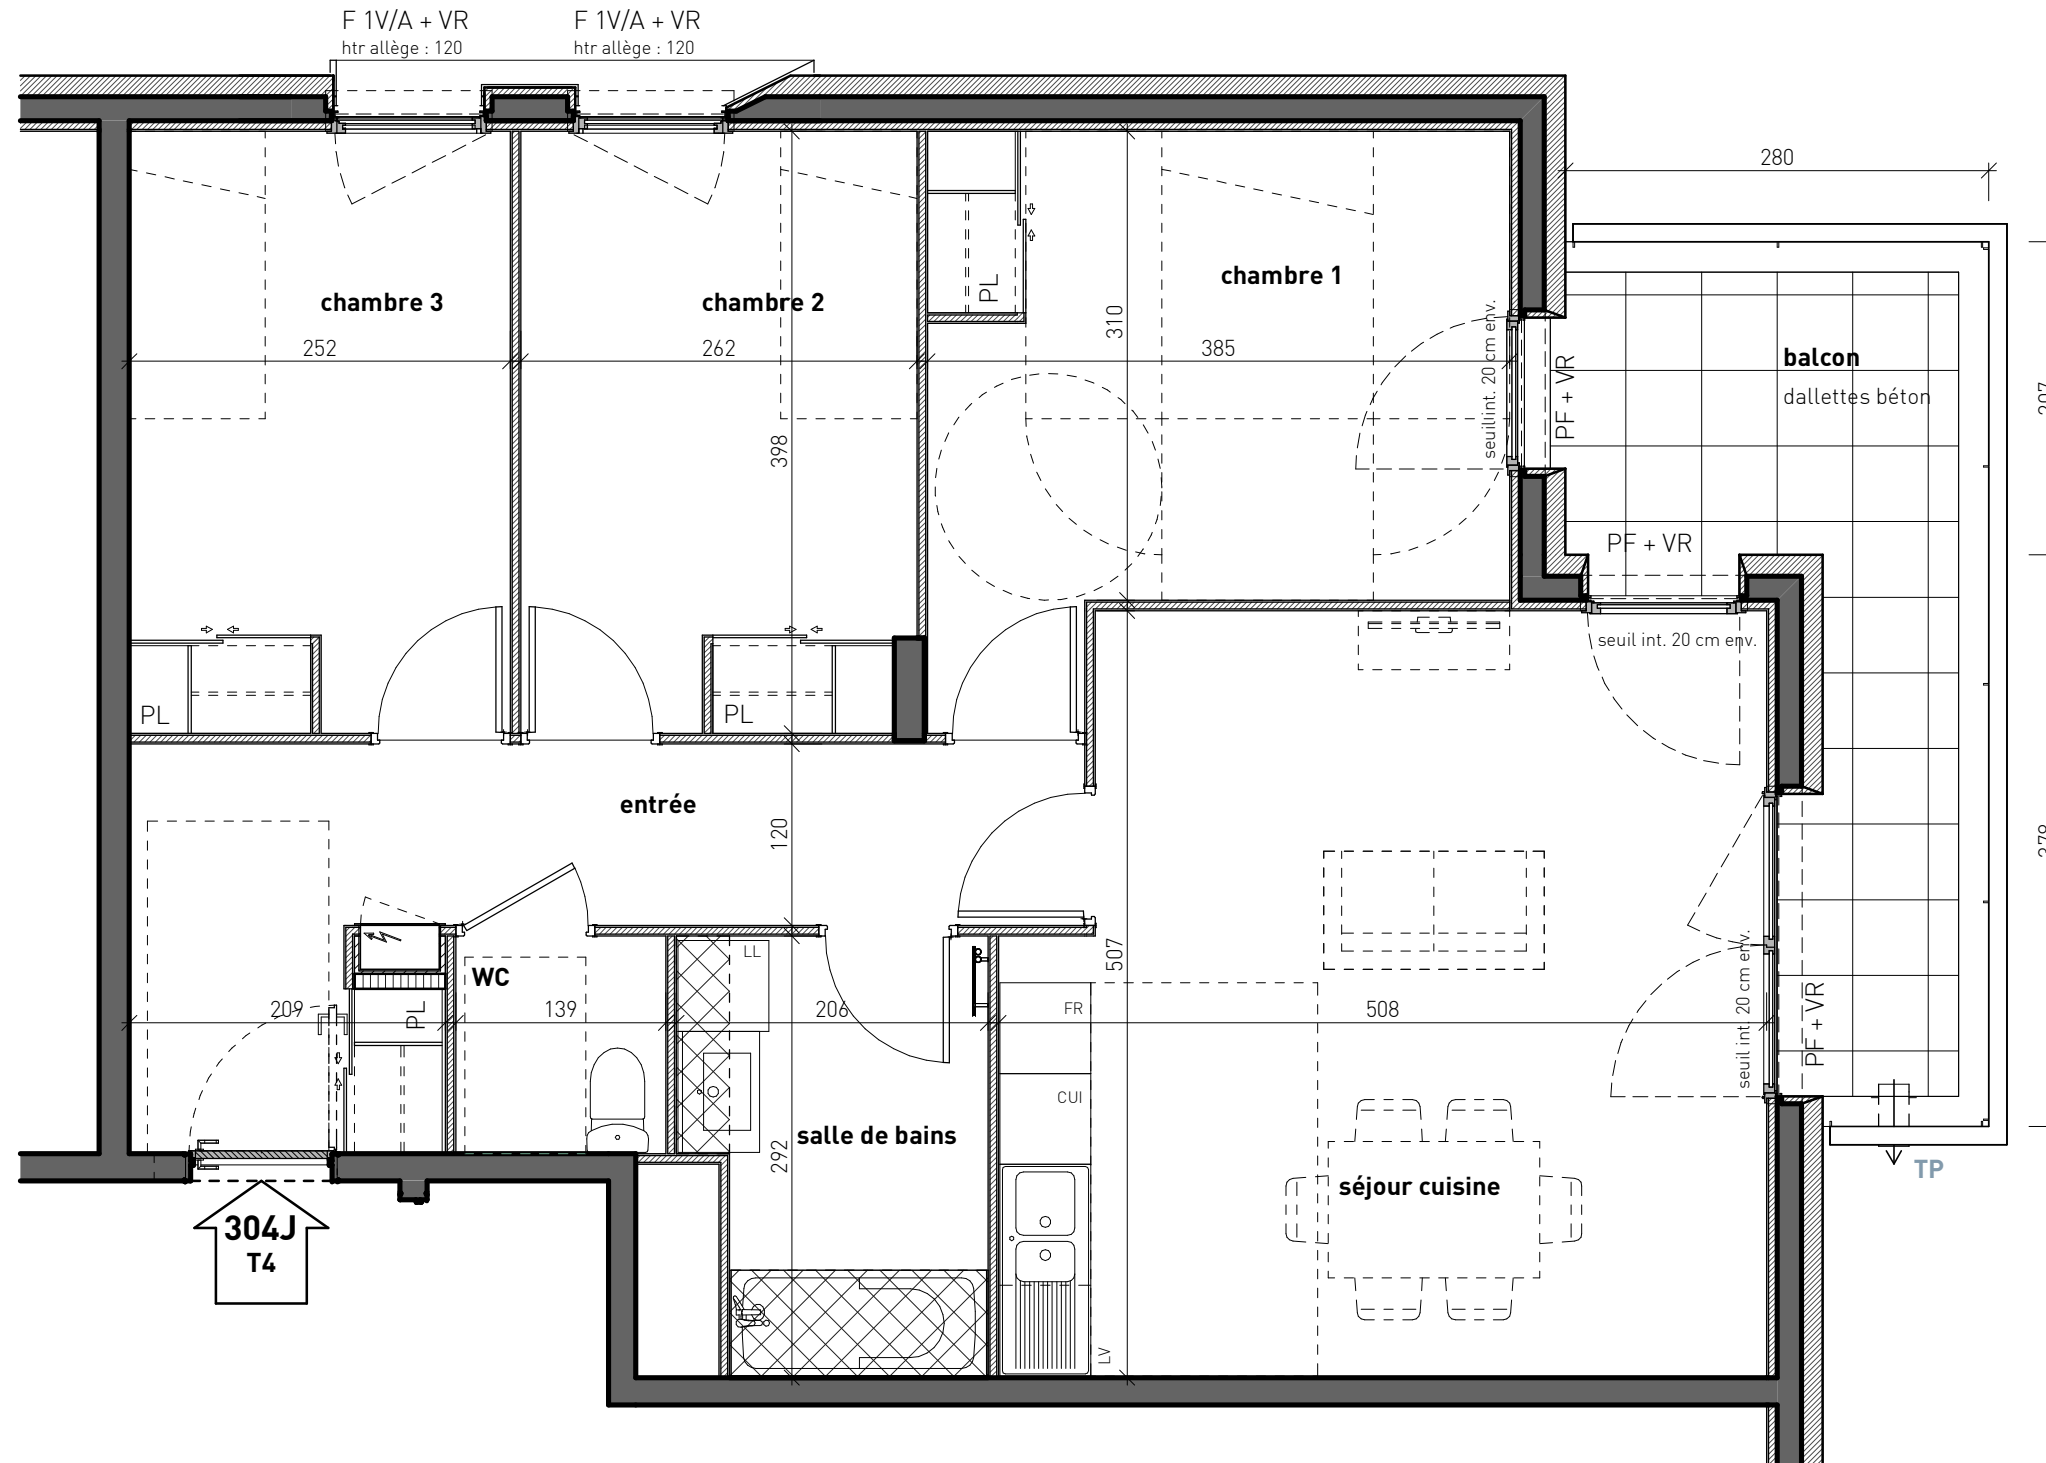 F 1V/A + VR
htr allège : 120
F 1V/A + VR
htr allège : 120
280
chambre 3
chambre 2
chambre 1
PL
252
262
385
310
398
seuil int. 20 cm env.
PF + VR
balcon
dallettes béton
PF + VR
seuil int. 20 cm env.
PL
PL
entrée
120
507
WC
LL
209
PL
139
206
FR
508
seuil int. 20 cm env.
PF + VR
CUI
292
salle de bains
séjour cuisine
TP
304J
T4
LV